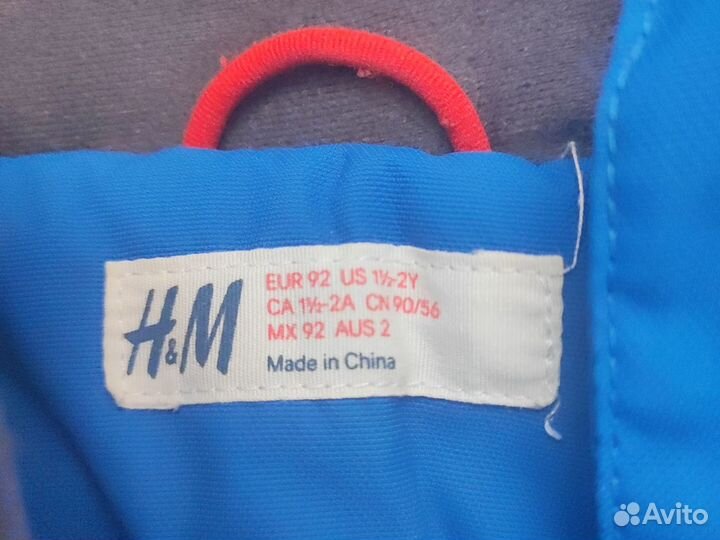 H&M
EUR 92 US 1½-2Y
CA 1½-2A CN 90/56
MX 92 AUS 2
Made in China
Avito